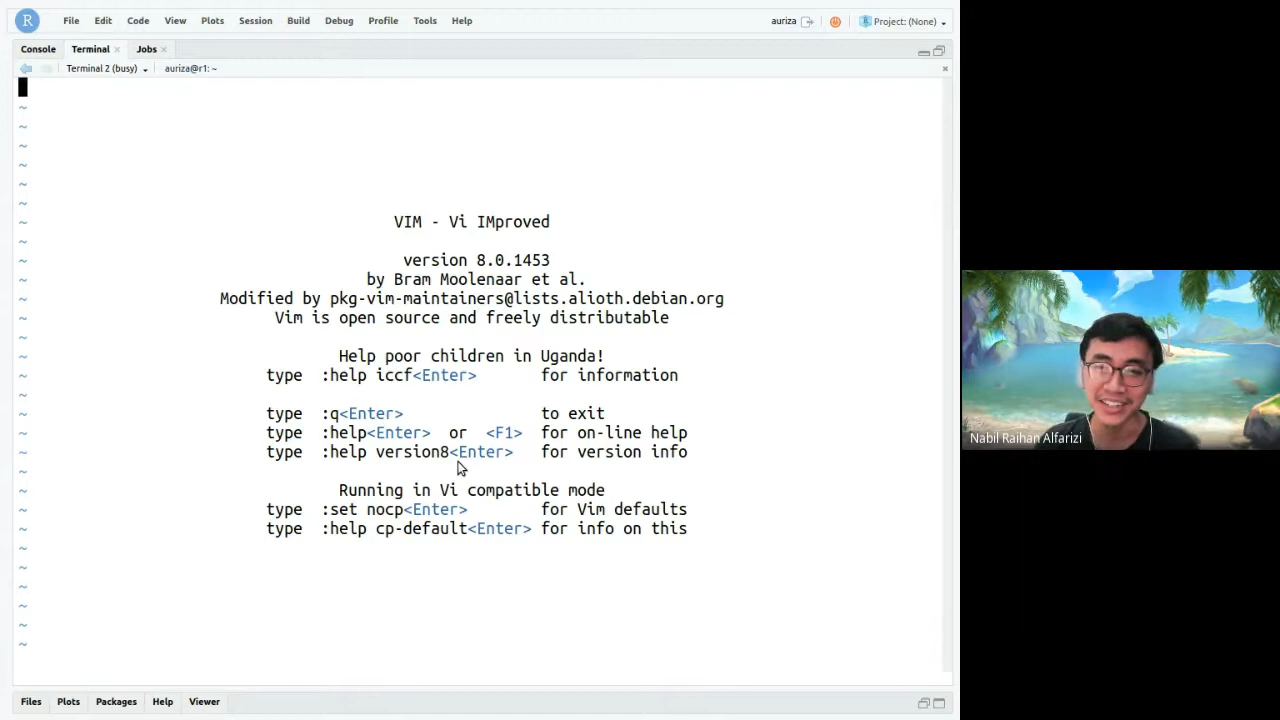 R File Edit Code View Plots Session Build Debug Profile Tools Help auriza R Project: (None)
Console Terminal Jobs
Terminal 2 (busy) auriza@r1: ~
~
~
~
~
~
~
VIM - Vi IMproved
~
version 8.0.1453
~ by Bram Moolenaar et al.
~ Modified by pkg-vim-maintainers@lists.alioth.debian.org
~ Vim is open source and freely distributable
~
~ Help poor children in Uganda!
~ type :help iccf<Enter> for information
~
~ type :q<Enter> to exit
~ type :help<Enter> or <F1> for on-line help
~ type :help version8<Enter> for version info
~
~ Running in Vi compatible mode
~ type :set nocp<Enter> for Vim defaults
~ type :help cp-default<Enter> for info on this
~
~
~
~
~
~
Nabil Raihan Alfarizi
Files Plots Packages Help Viewer